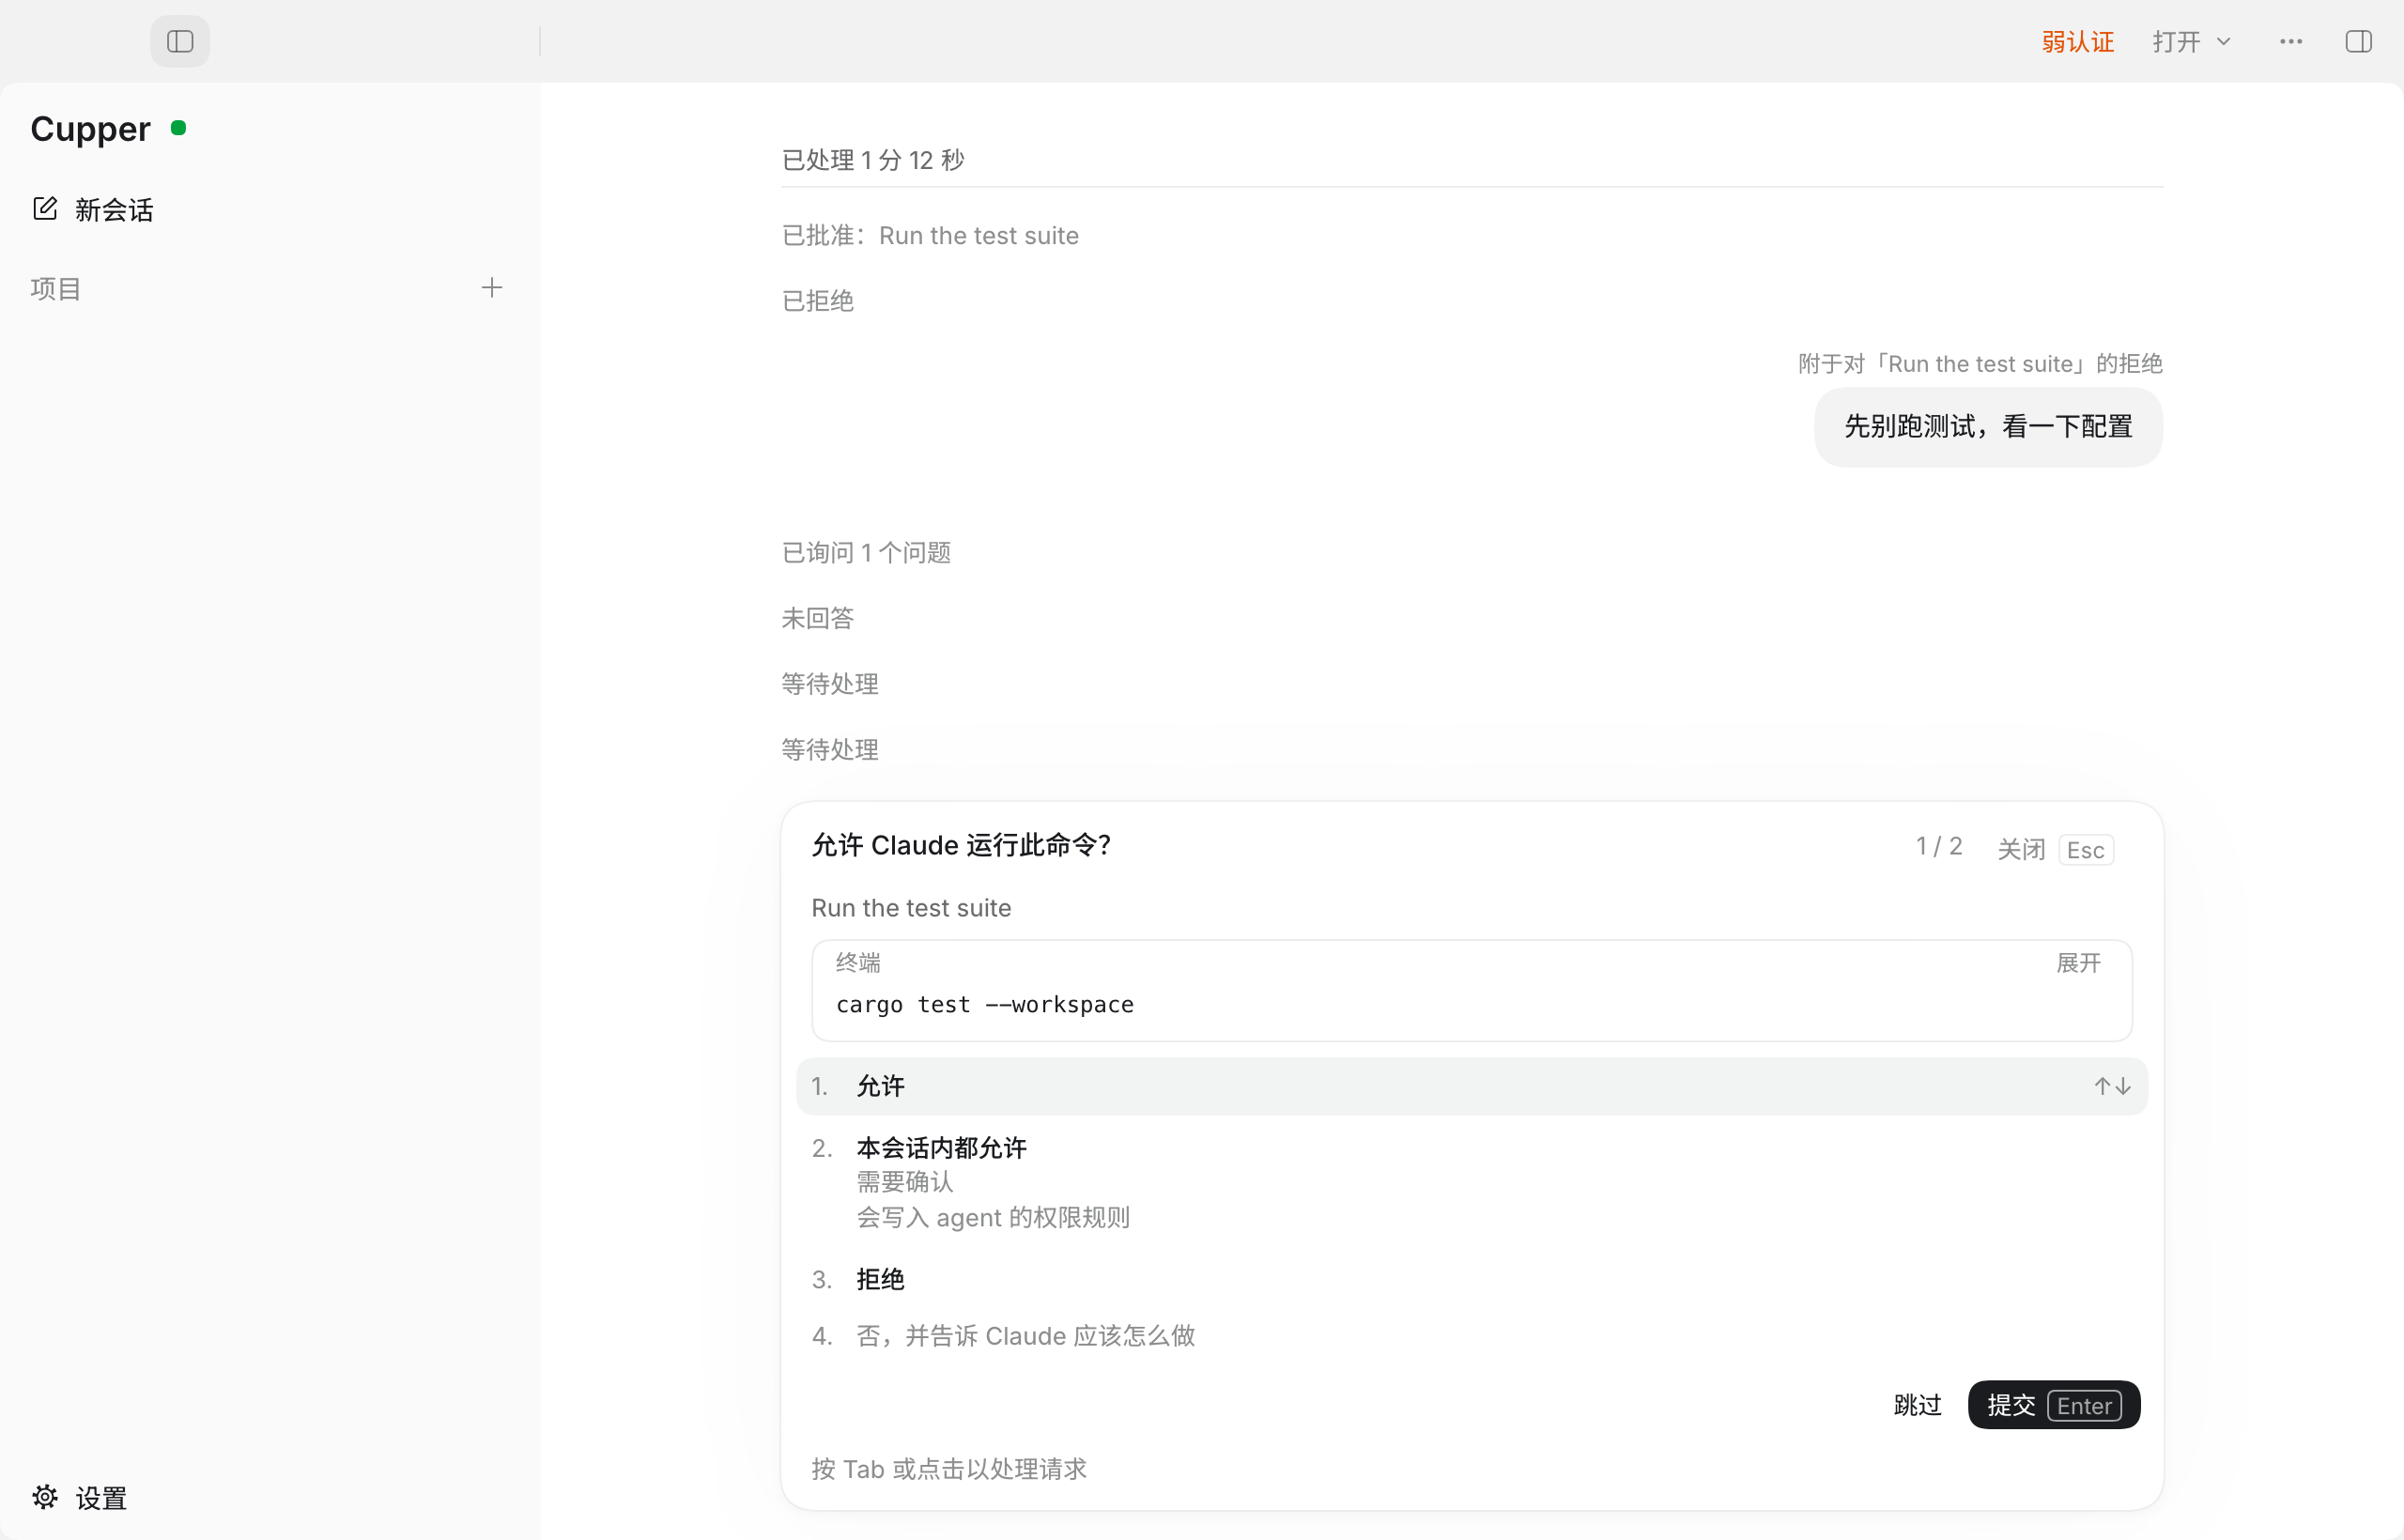 弱认证
打开
Cupper
新会话
项目
已处理 1 分 12 秒
已批准：Run the test suite
已拒绝
附于对「Run the test suite」的拒绝
先别跑测试，看一下配置
已询问 1 个问题
未回答
等待处理
等待处理
允许 Claude 运行此命令？
1 / 2
关闭 Esc
Run the test suite
终端
展开
cargo test --workspace
1. 允许 ↑↓
2. 本会话内都允许
需要确认
会写入 agent 的权限规则
3. 拒绝
4. 否，并告诉 Claude 应该怎么做
跳过
提交 Enter
按 Tab 或点击以处理请求
设置